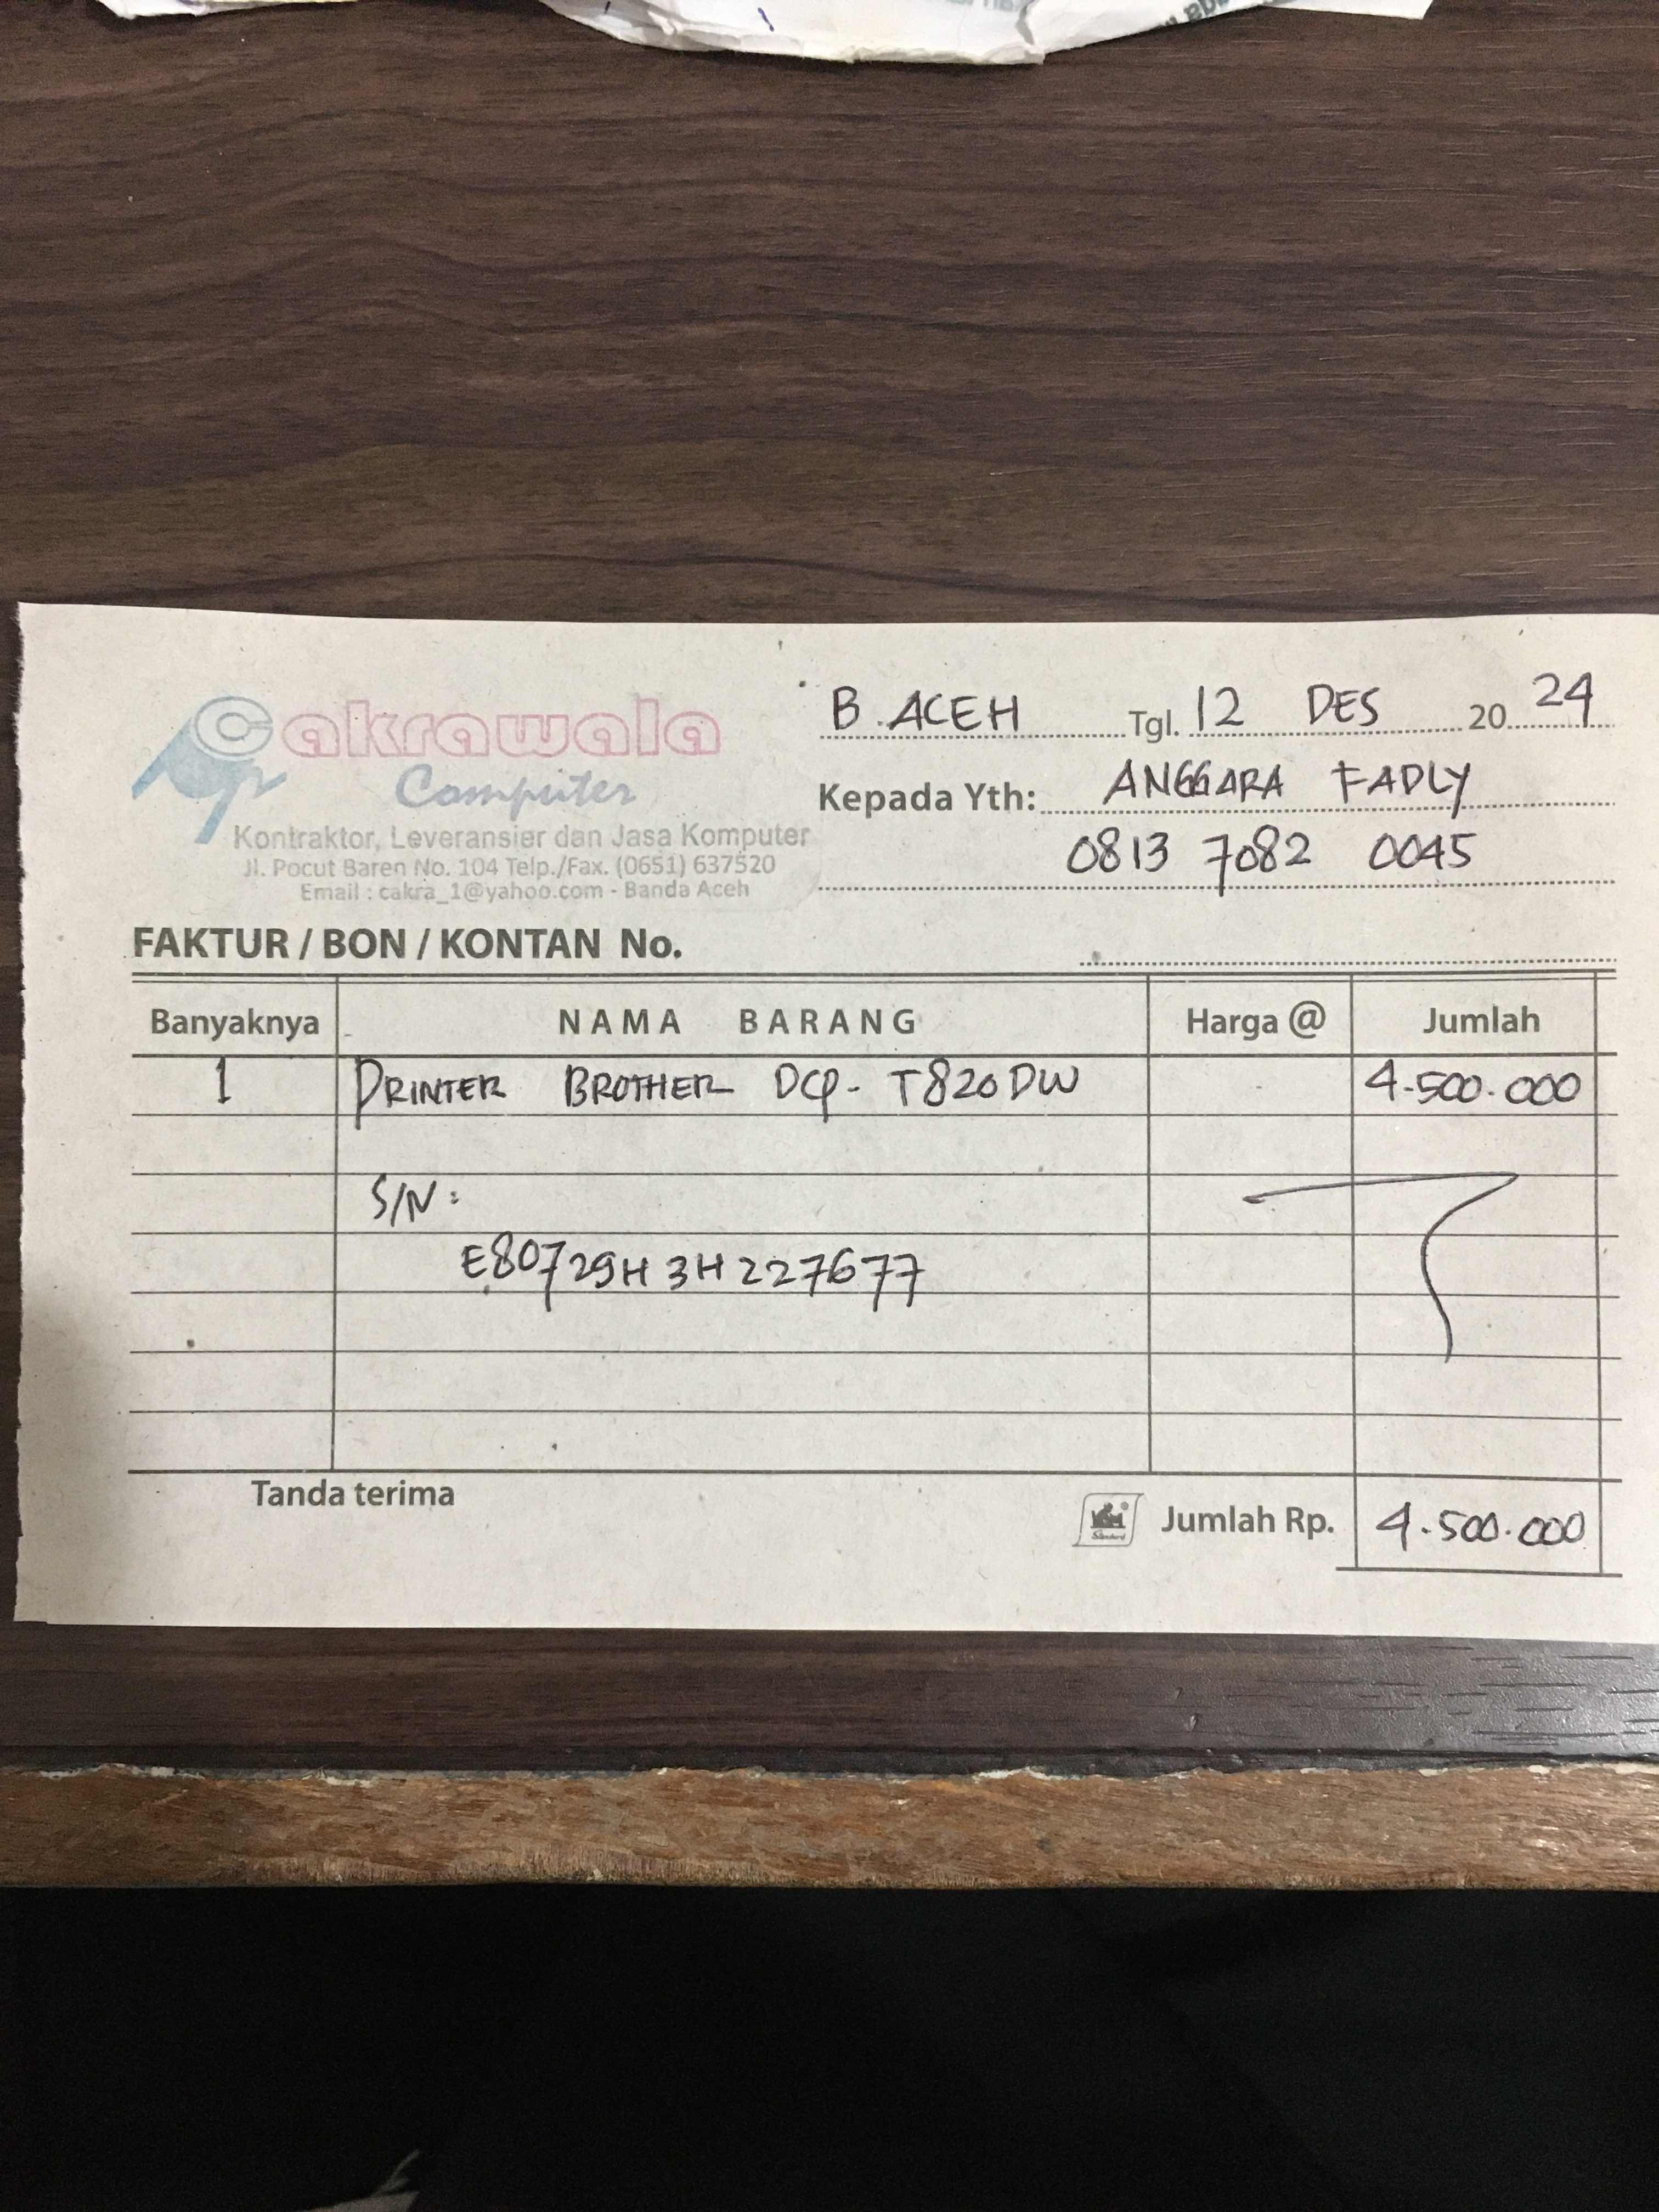 B. ACEH Tgl. 12 DES 20 24
Cakrawala
Computer
Kepada Yth: ANGGARA FADLY
0813 7082 0045
Kontraktor, Leveransier dan Jasa Komputer
Jl. Pocut Baren No. 104 Telp./Fax. (0651) 637520
Email : cakra_1@yahoo.com - Banda Aceh
FAKTUR / BON / KONTAN No.
Banyaknya NAMA BARANG Harga @ Jumlah
1 PRINTER BROTHER DCP- T820DW 4.500.000
S/N :
E80729H3H227677
Tanda terima
Jumlah Rp. 4.500.000